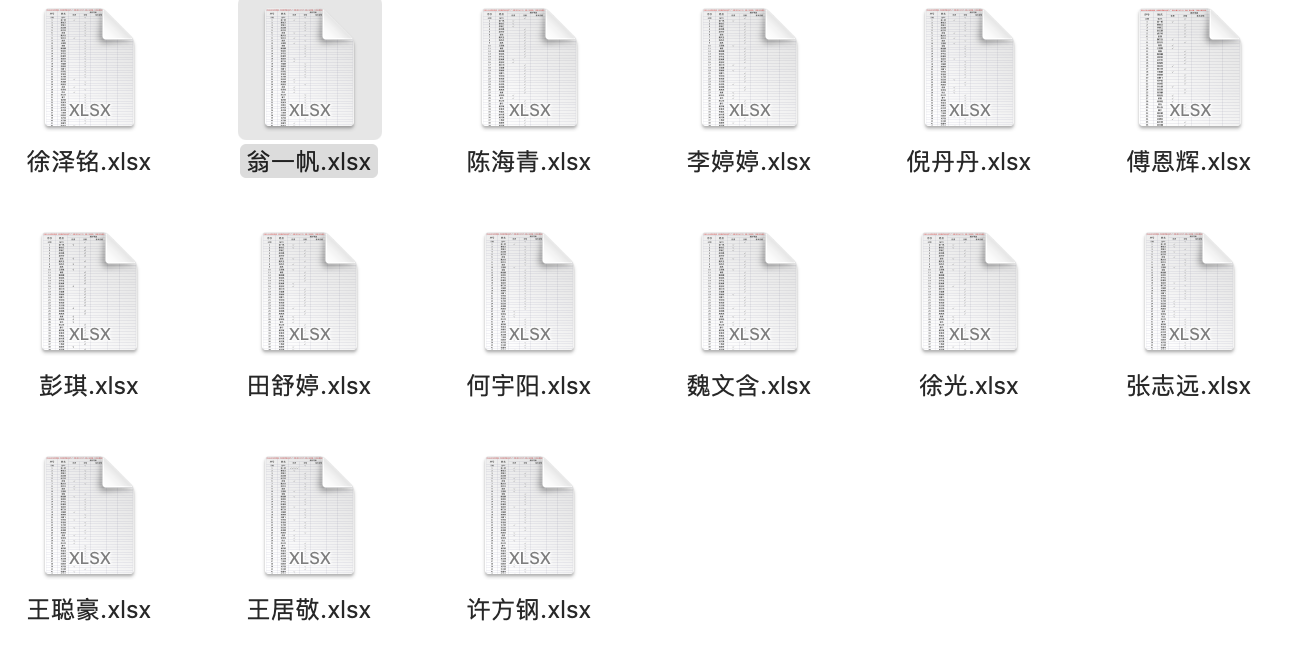 XLSX XLSX XLSX XLSX XLSX XLSX
徐泽铭.xlsx 翁一帆.xlsx 陈海青.xlsx 李婷婷.xlsx 倪丹丹.xlsx 傅恩辉.xlsx
XLSX XLSX XLSX XLSX XLSX XLSX
彭琪.xlsx 田舒婷.xlsx 何宇阳.xlsx 魏文含.xlsx 徐光.xlsx 张志远.xlsx
XLSX XLSX XLSX
王聪豪.xlsx 王居敬.xlsx 许方钢.xlsx